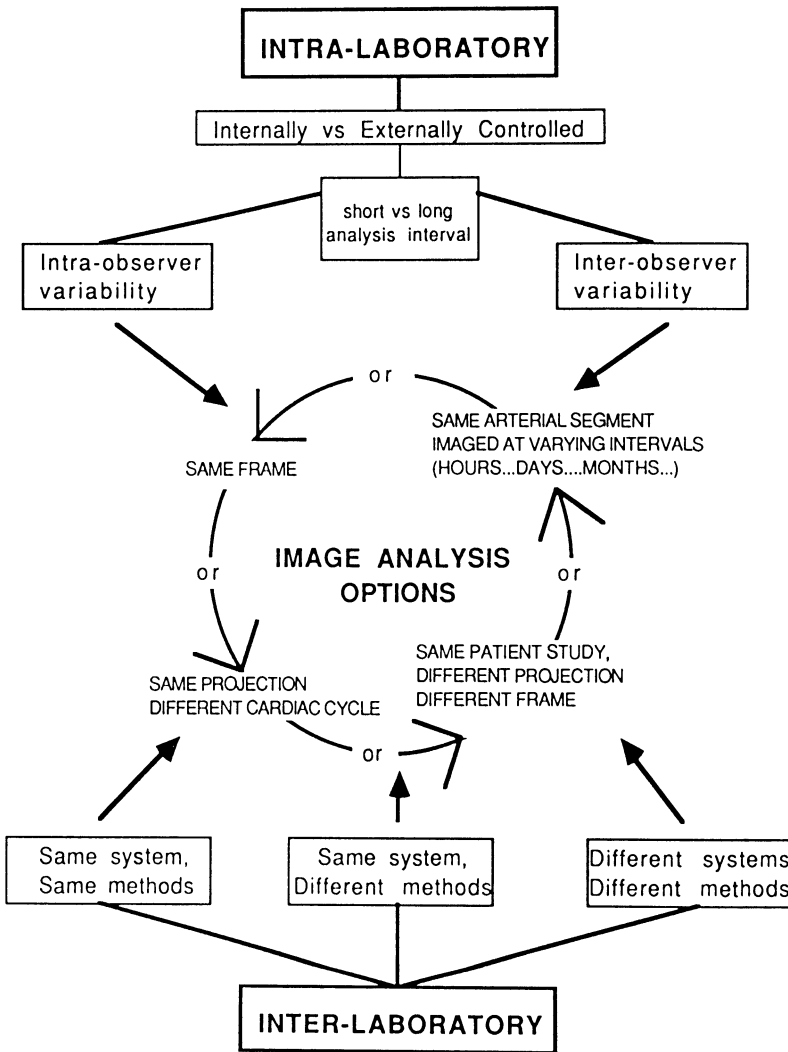 INTRA-LABORATORY
Internally vs Externally Controlled
short vs long
analysis interval
Intra-observer
variability
Inter-observer
variability
or
SAME ARTERIAL SEGMENT
IMAGED AT VARYING INTERVALS
(HOURS...DAYS....MONTHS...)
SAME FRAME
IMAGE ANALYSIS
OPTIONS
or
or
SAME PATIENT STUDY,
DIFFERENT PROJECTION
DIFFERENT FRAME
SAME PROJECTION
DIFFERENT CARDIAC CYCLE
or
Same system,
Same methods
Same system,
Different methods
Different systems
Different methods
INTER-LABORATORY